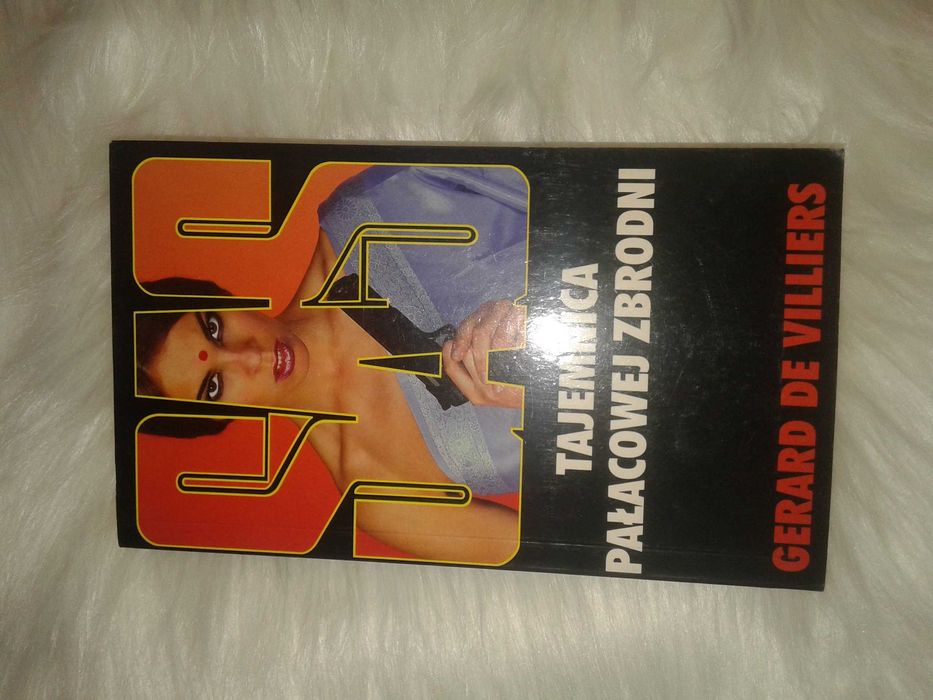 SAS
TAJEMNICA
PAŁACOWEJ ZBRODNI
GERARD DE VILLIERS